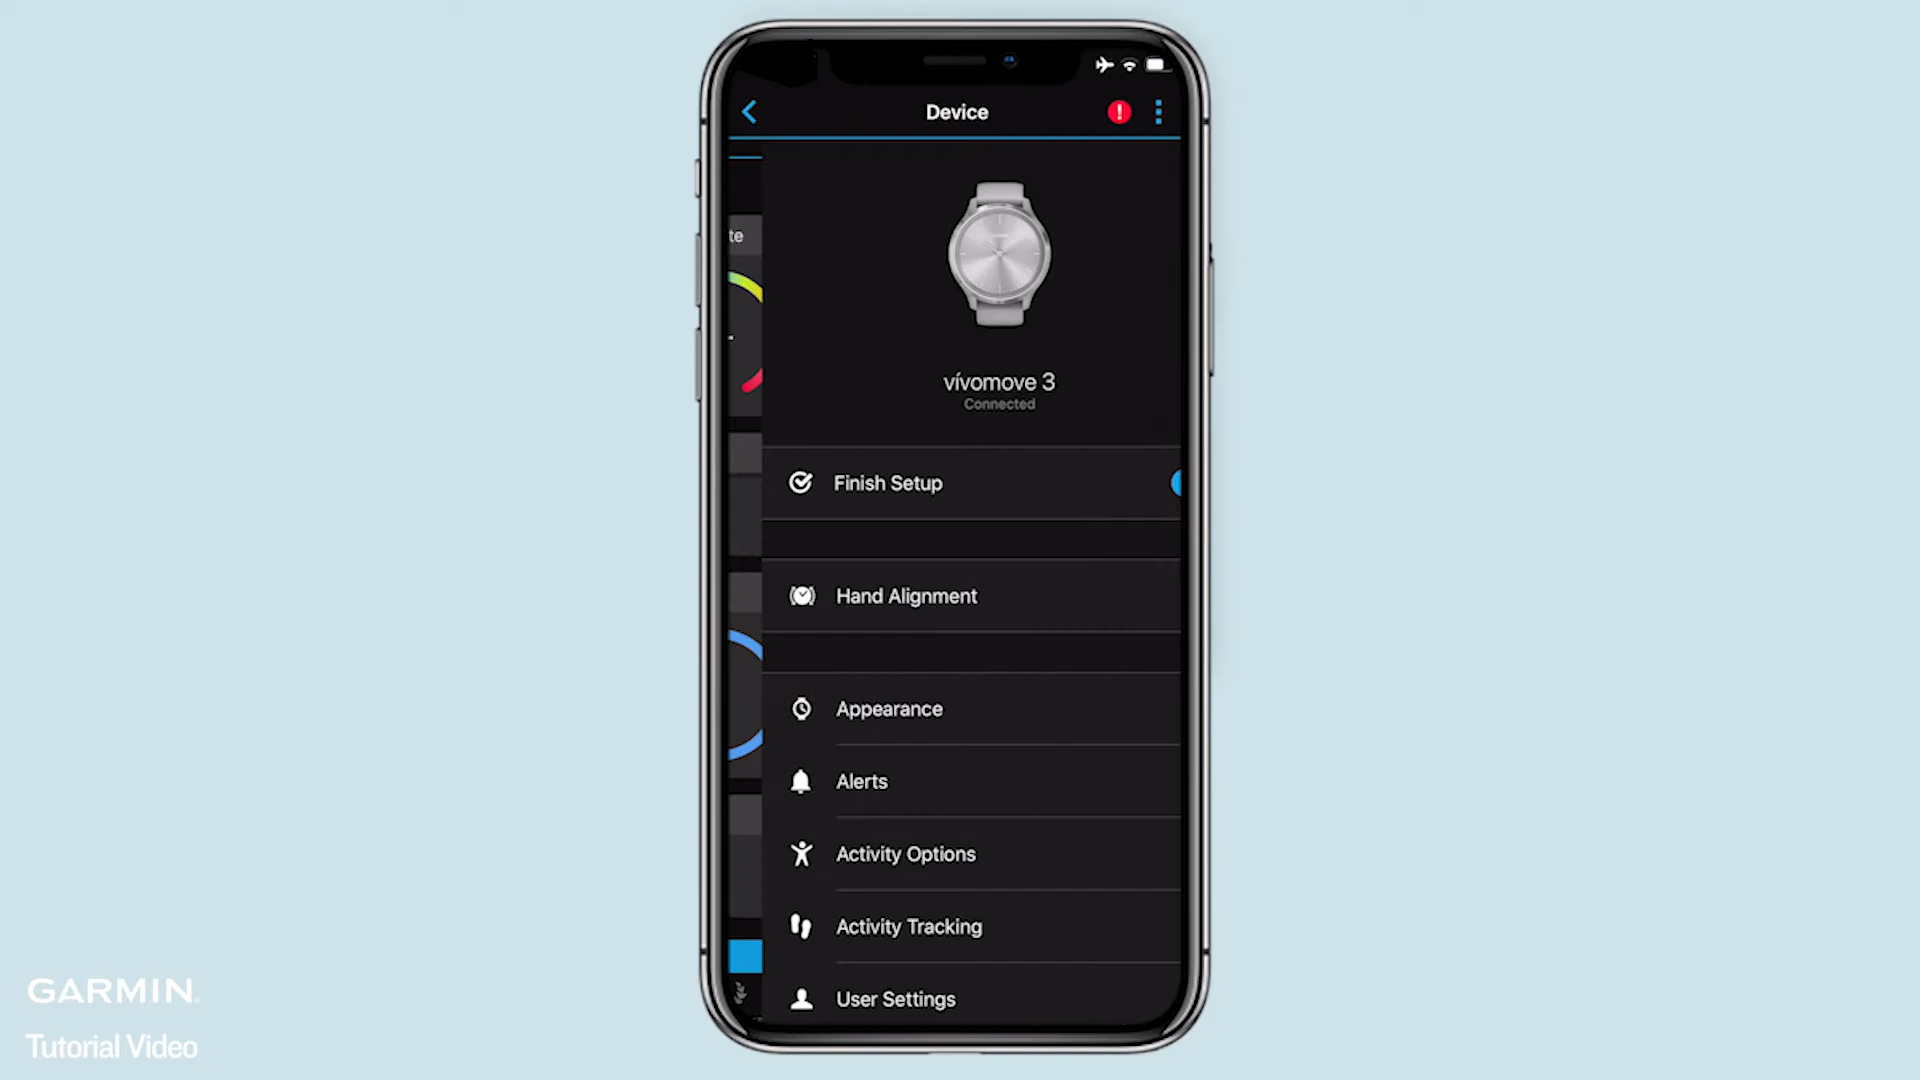 Device
te
vívomove 3
Connected
Finish Setup
Hand Alignment
Appearance
Alerts
Activity Options
Activity Tracking
User Settings
GARMIN.
Tutorial Video